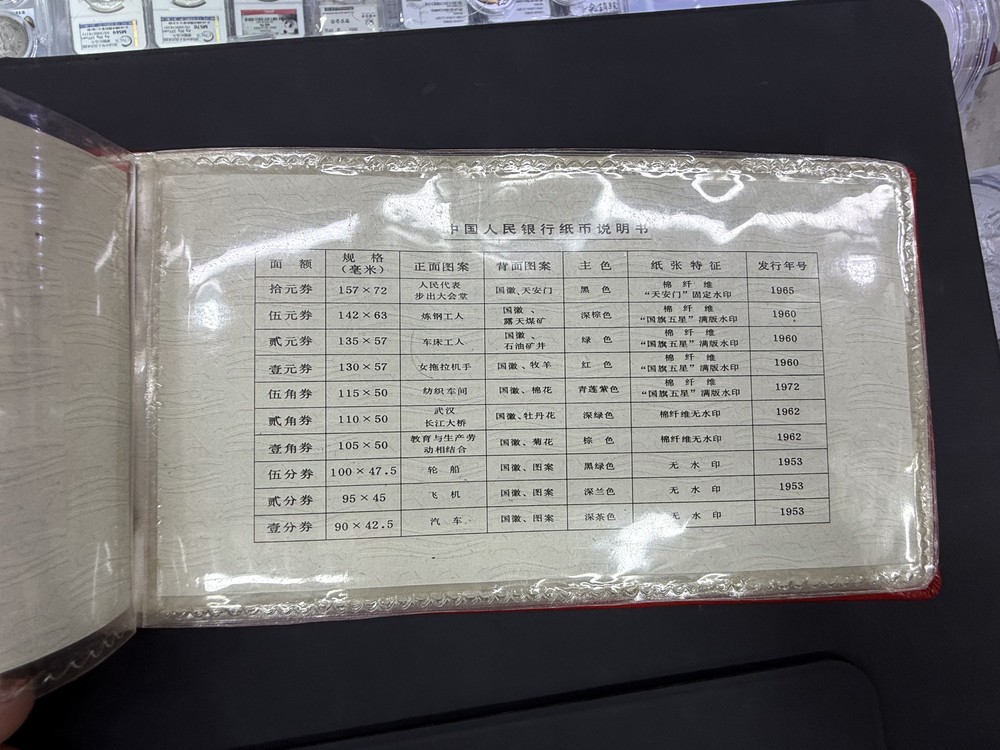 中国人民银行纸币说明书
面 额 规 格（毫米） 正面图案 背面图案 主 色 纸 张 特 征 发行年号
拾元券 157×72 人民代表步出大会堂 国徽、天安门 黑 色 棉 纤 维“天安门”固定水印 1965
伍元券 142×63 炼钢工人 国徽、露天煤矿 深棕色 棉 纤 维“国旗五星”满版水印 1960
贰元券 135×57 车床工人 国徽、石油矿井 绿 色 棉 纤 维“国旗五星”满版水印 1960
壹元券 130×57 女拖拉机手 国徽、牧羊 红 色 棉 纤 维“国旗五星”满版水印 1960
伍角券 115×50 纺织车间 国徽、棉花 青莲紫色 棉 纤 维“国旗五星”满版水印 1972
贰角券 110×50 武汉长江大桥 国徽、牡丹花 深绿色 棉纤维无水印 1962
壹角券 105×50 教育与生产劳动相结合 国徽、菊花 棕 色 棉纤维无水印 1962
伍分券 100×47.5 轮 船 国徽、图案 黑绿色 无 水 印 1953
贰分券 95×45 飞 机 国徽、图案 深兰色 无 水 印 1953
壹分券 90×42.5 汽 车 国徽、图案 深茶色 无 水 印 1953